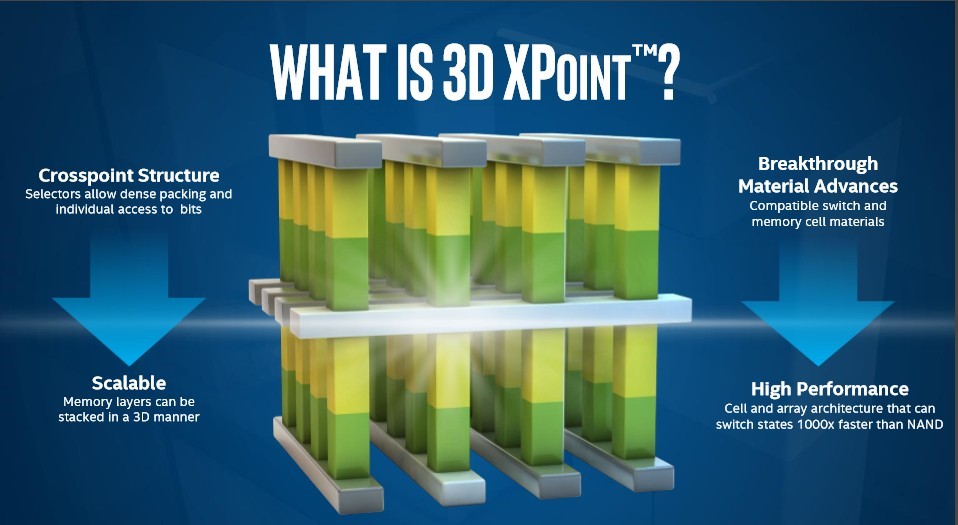 WHAT IS 3D XPOINT™?
Crosspoint Structure
Selectors allow dense packing and
individual access to bits
Scalable
Memory layers can be
stacked in a 3D manner
Breakthrough
Material Advances
Compatible switch and
memory cell materials
High Performance
Cell and array architecture that can
switch states 1000x faster than NAND